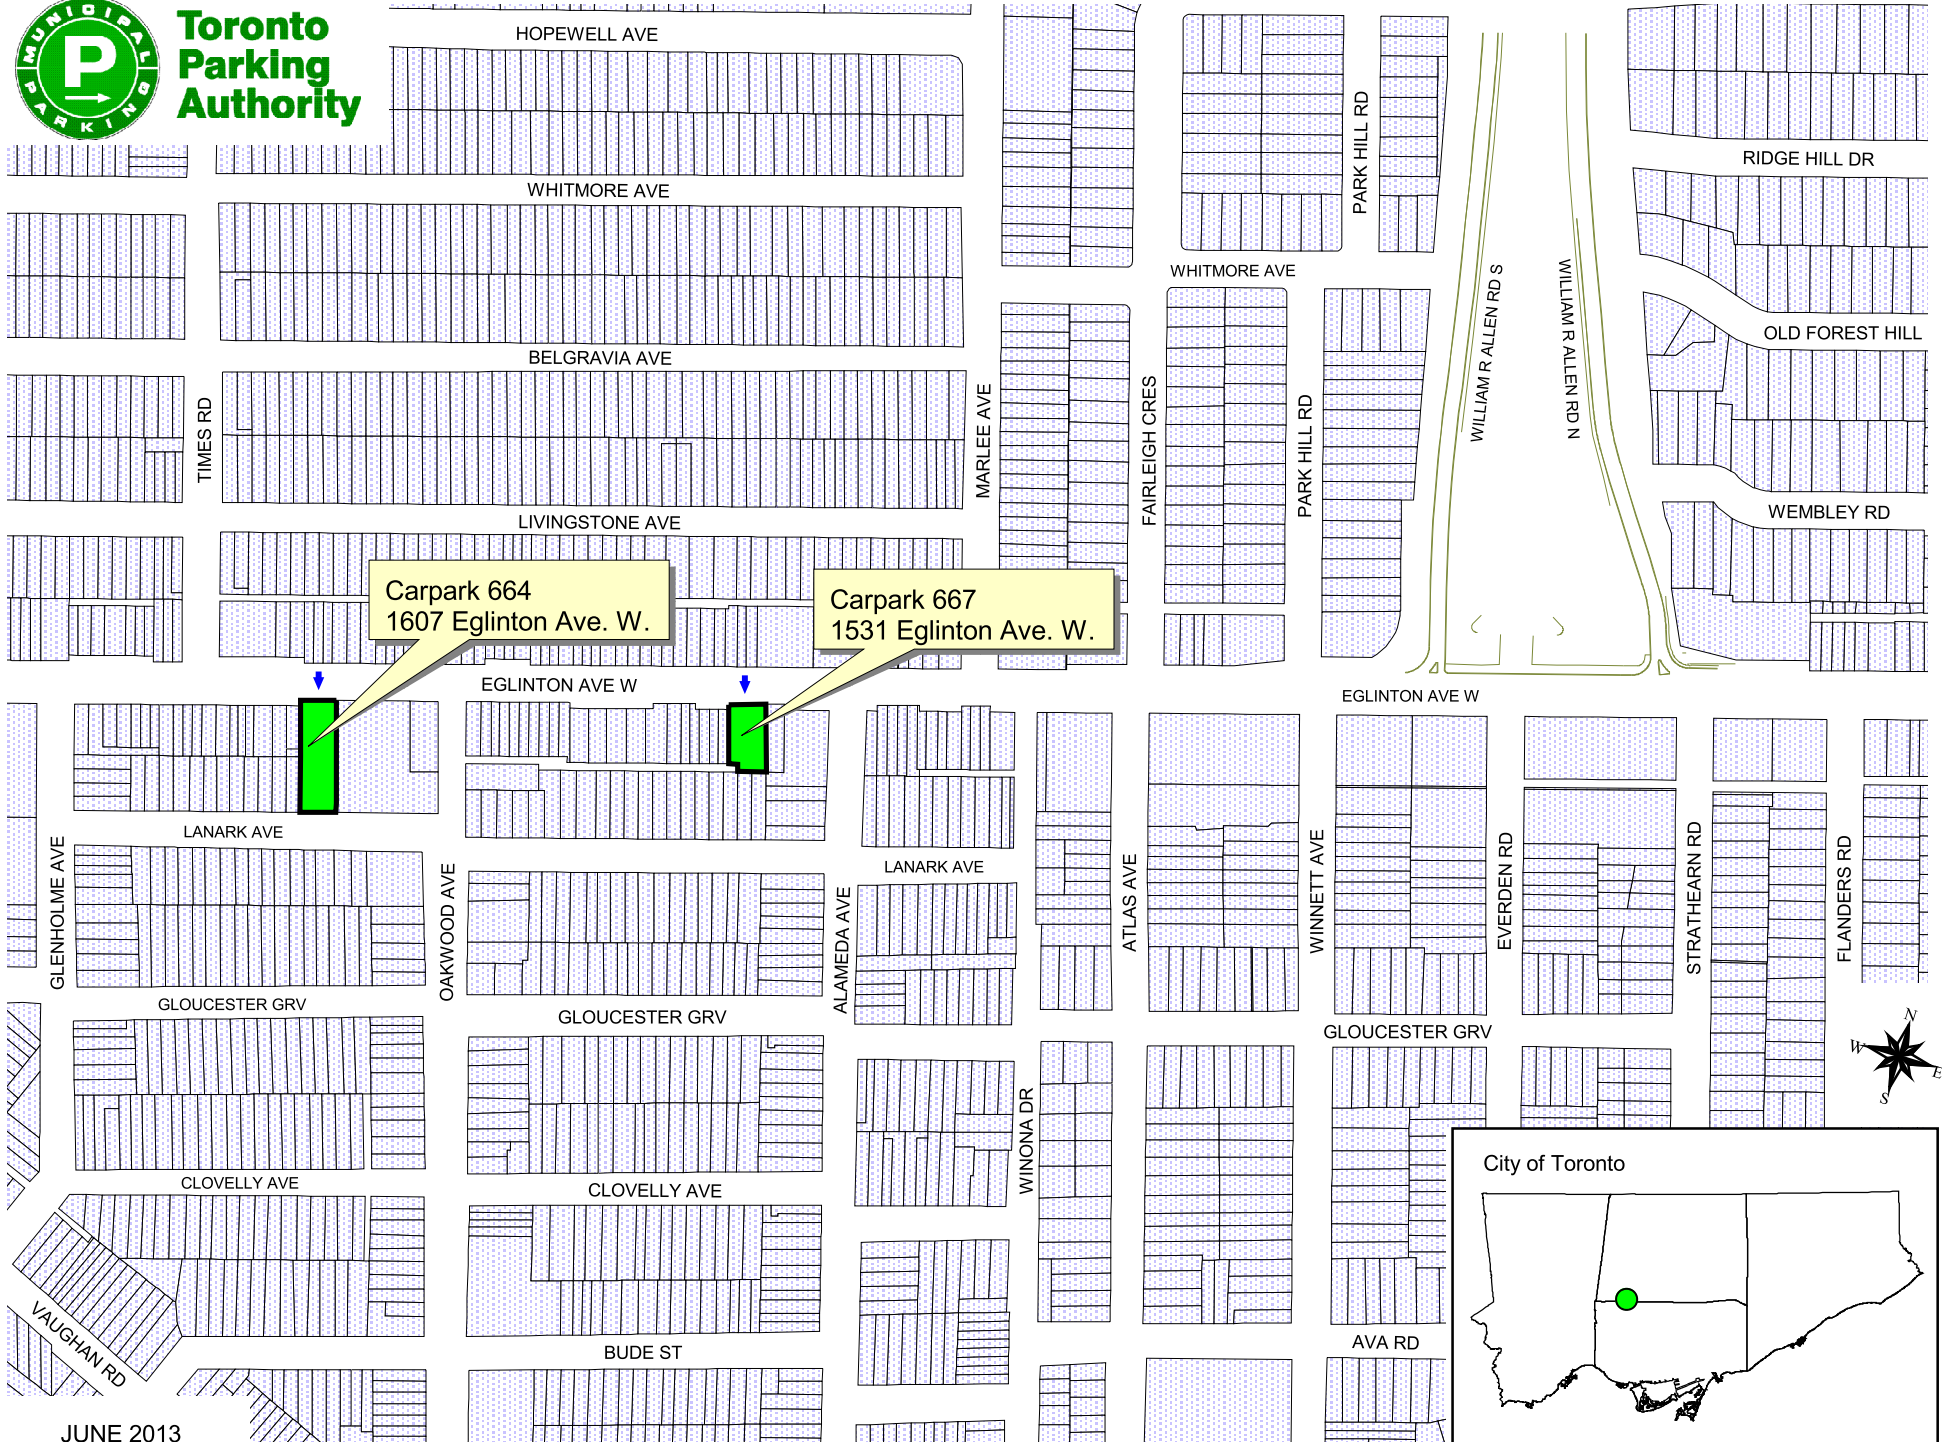 MUNICIPAL PARKING
P
Toronto
Parking
Authority
HOPEWELL AVE
PARK HILL RD
RIDGE HILL DR
WHITMORE AVE
WHITMORE AVE
WILLIAM R ALLEN RD S
WILLIAM R ALLEN RD N
OLD FOREST HILL
BELGRAVIA AVE
TIMES RD
MARLEE AVE
FAIRLEIGH CRES
PARK HILL RD
WEMBLEY RD
LIVINGSTONE AVE
Carpark 664
1607 Eglinton Ave. W.
Carpark 667
1531 Eglinton Ave. W.
EGLINTON AVE W
EGLINTON AVE W
LANARK AVE
LANARK AVE
GLENHOLME AVE
OAKWOOD AVE
ALAMEDA AVE
ATLAS AVE
WINNETT AVE
EVERDEN RD
STRATHEARN RD
FLANDERS RD
GLOUCESTER GRV
GLOUCESTER GRV
GLOUCESTER GRV
N
W
E
S
WINONA DR
CLOVELLY AVE
CLOVELLY AVE
City of Toronto
VAUGHAN RD
BUDE ST
AVA RD
JUNE 2013